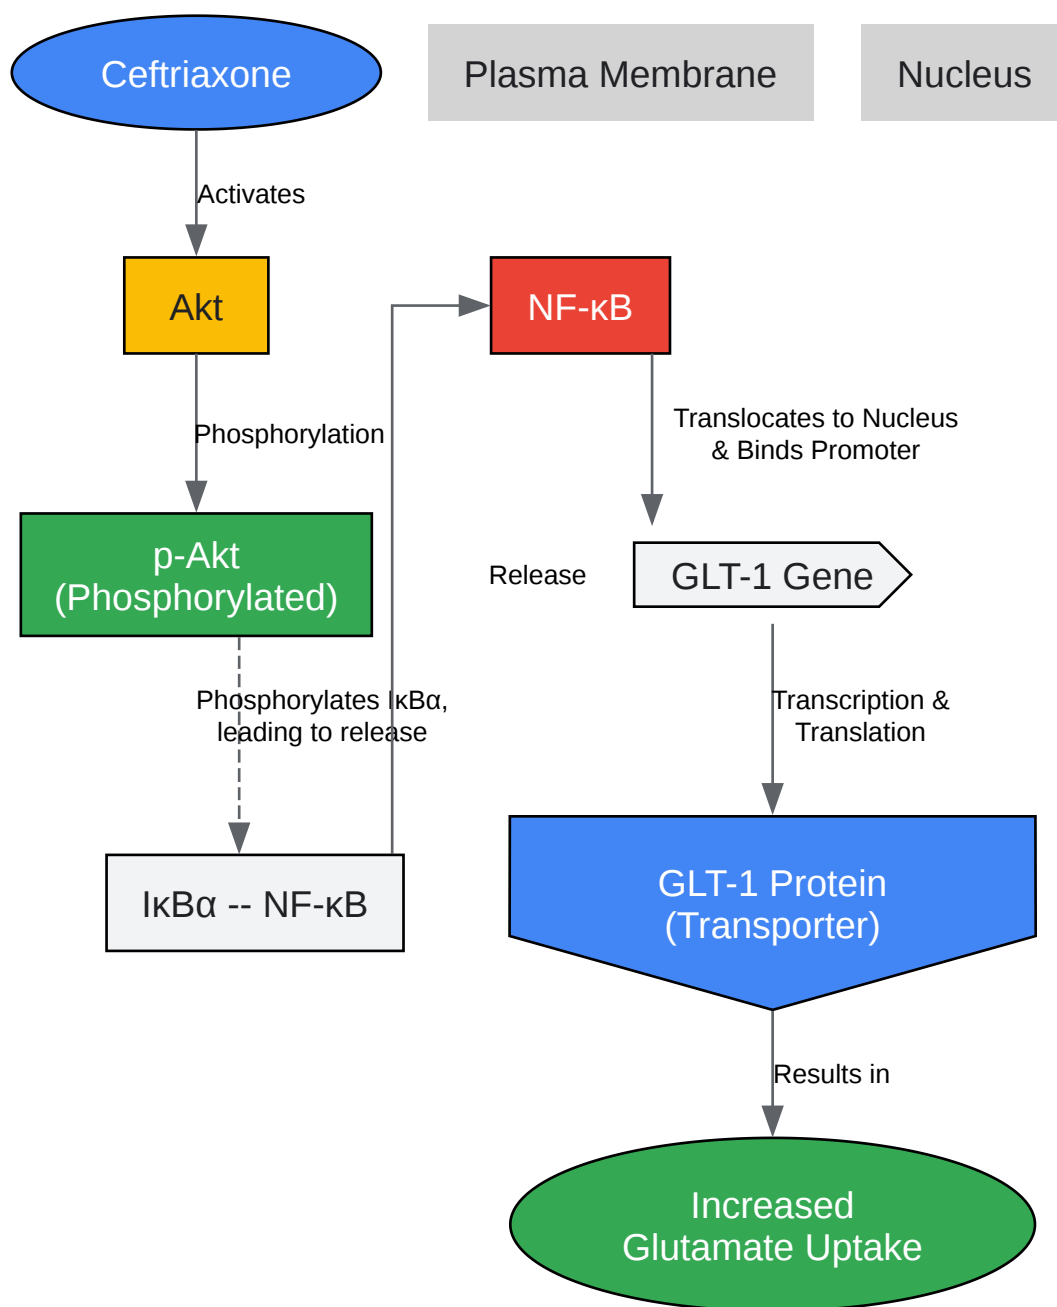 Ceftriaxone
Plasma Membrane
Nucleus
Activates
Akt
NF-κB
Phosphorylation
Translocates to Nucleus
& Binds Promoter
p-Akt
(Phosphorylated)
Release
GLT-1 Gene
Phosphorylates IκBα,
leading to release
Transcription &
Translation
IκBα -- NF-κB
GLT-1 Protein
(Transporter)
Results in
Increased
Glutamate Uptake